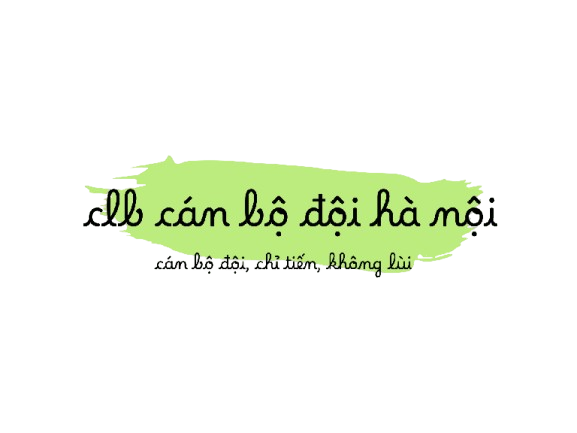 clb cán bộ đội hà nội
cán bộ đội, chỉ tiến, không lùi